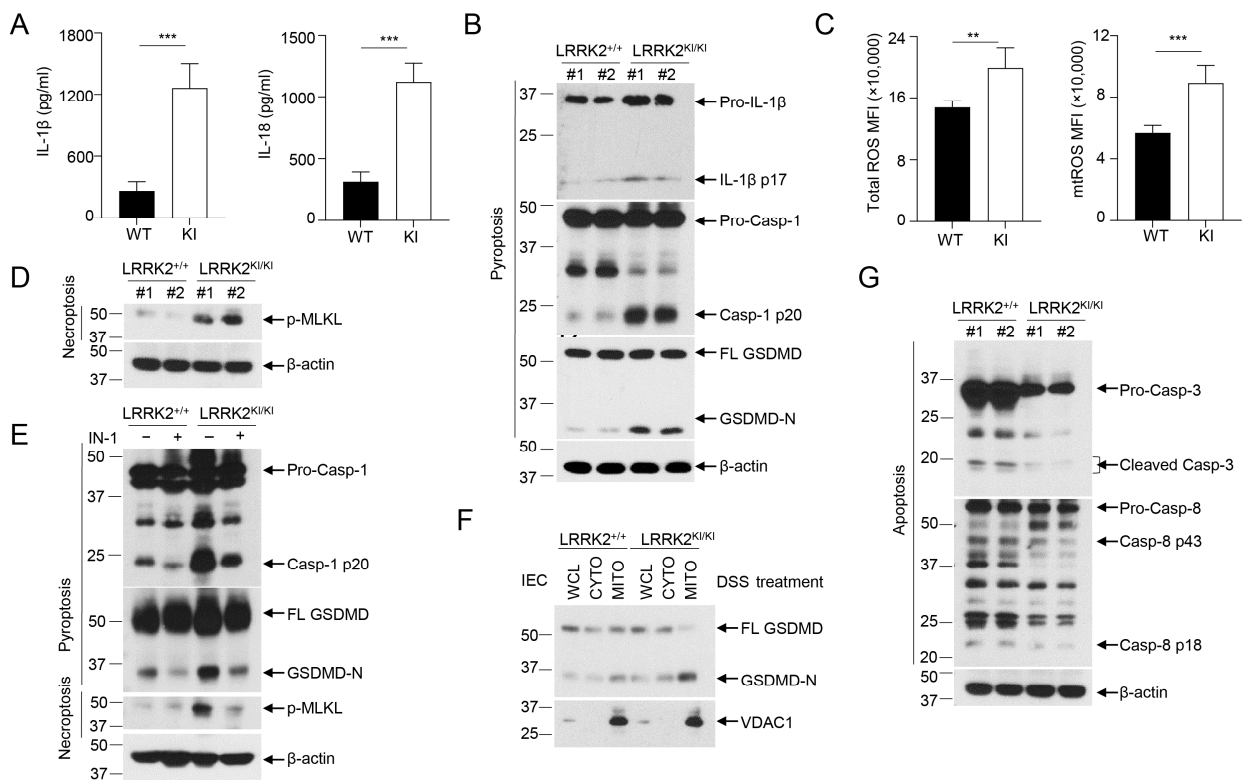 A
1800
1200
600
0
IL-1β (pg/ml)
***
WT
KI
1500
1000
500
0
IL-18 (pg/ml)
***
WT
KI
B
LRRK2+/+ LRRK2KI/KI
#1 #2 #1 #2
Pyroptosis
37
25
Pro-IL-1β
IL-1β p17
50
37
25
Pro-Casp-1
Casp-1 p20
50
37
FL GSDMD
GSDMD-N
50
37
β-actin
C
24
16
8
0
Total ROS MFI (×10,000)
**
WT
KI
12
8
4
0
mtROS MFI (×10,000)
***
WT
KI
D
LRRK2+/+ LRRK2KI/KI
#1 #2 #1 #2
Necroptosis
50
37
p-MLKL
50
37
β-actin
E
LRRK2+/+ LRRK2KI/KI
IN-1 − + − +
Pyroptosis
50
37
25
Pro-Casp-1
Casp-1 p20
50
37
FL GSDMD
GSDMD-N
Necroptosis
50
37
p-MLKL
50
37
β-actin
F
LRRK2+/+ LRRK2KI/KI
IEC
WCL CYTO MITO WCL CYTO MITO
DSS treatment
50
37
FL GSDMD
GSDMD-N
37
25
VDAC1
G
LRRK2+/+ LRRK2KI/KI
#1 #2 #1 #2
Apoptosis
37
25
20
Pro-Casp-3
Cleaved Casp-3
50
37
25
20
Pro-Casp-8
Casp-8 p43
Casp-8 p18
50
37
β-actin